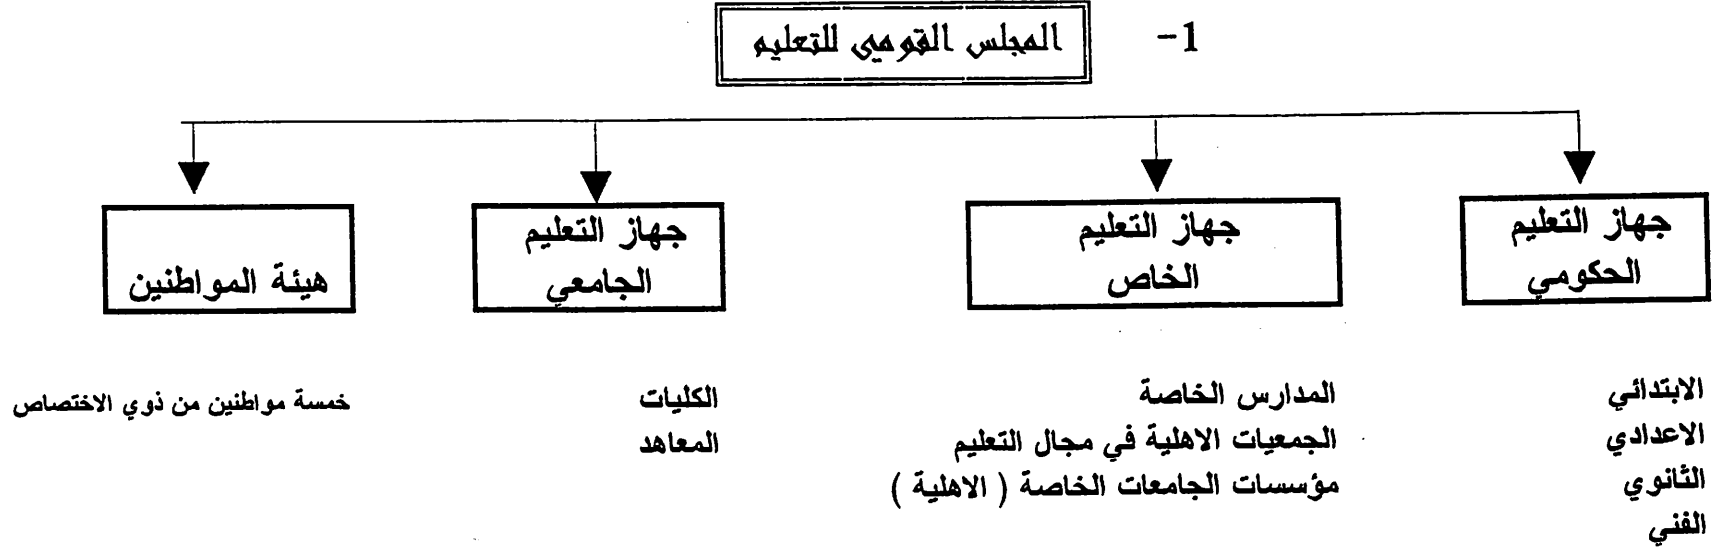 1- المجلس القومي للتعليم
جهاز التعليم
الحكومي
الابتدائي
الاعدادي
الثانوي
الفني
جهاز التعليم
الخاص
المدارس الخاصة
الجمعيات الاهلية في مجال التعليم
مؤسسات الجامعات الخاصة ( الاهلية )
جهاز التعليم
الجامعي
الكليات
المعاهد
هيئة المواطنين
خمسة مواطنين من ذوي الاختصاص